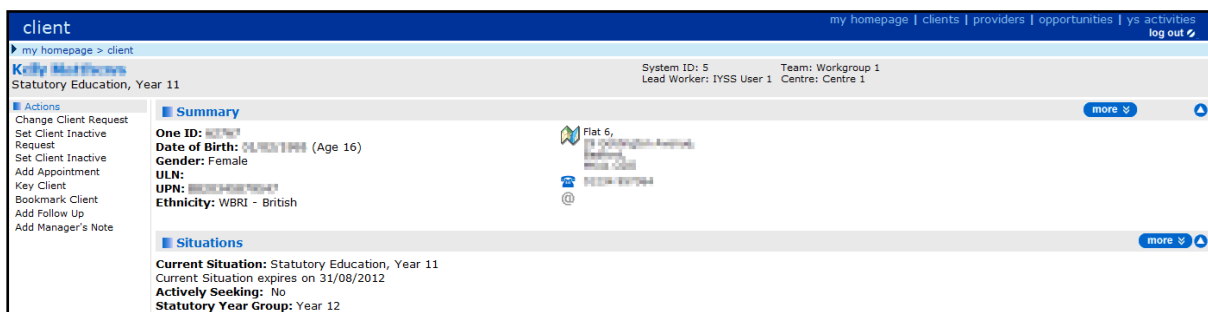 client
my homepage | clients | providers | opportunities | ys activities
log out
my homepage > client
Statutory Education, Year 11
System ID: 5 Team: Workgroup 1
Lead Worker: IYSS User 1 Centre: Centre 1
Actions
Change Client Request
Set Client Inactive
Request
Set Client Inactive
Add Appointment
Key Client
Bookmark Client
Add Follow Up
Add Manager's Note
Summary
more
One ID:
Date of Birth: (Age 16)
Gender: Female
ULN:
UPN:
Ethnicity: WBRI - British
Flat 6,
@
Situations
more
Current Situation: Statutory Education, Year 11
Current Situation expires on 31/08/2012
Actively Seeking: No
Statutory Year Group: Year 12